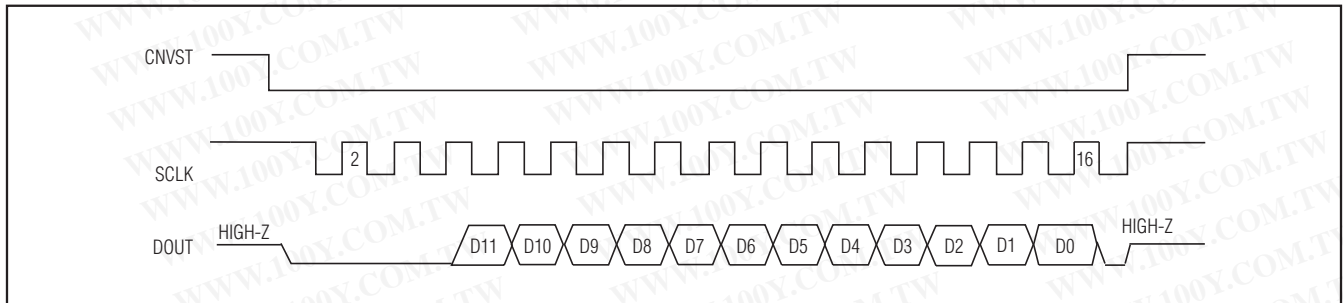 CNVST
SCLK
2
16
DOUT
HIGH-Z
D11 D10 D9 D8 D7 D6 D5 D4 D3 D2 D1 D0
HIGH-Z
WWW.100Y.COM.TW